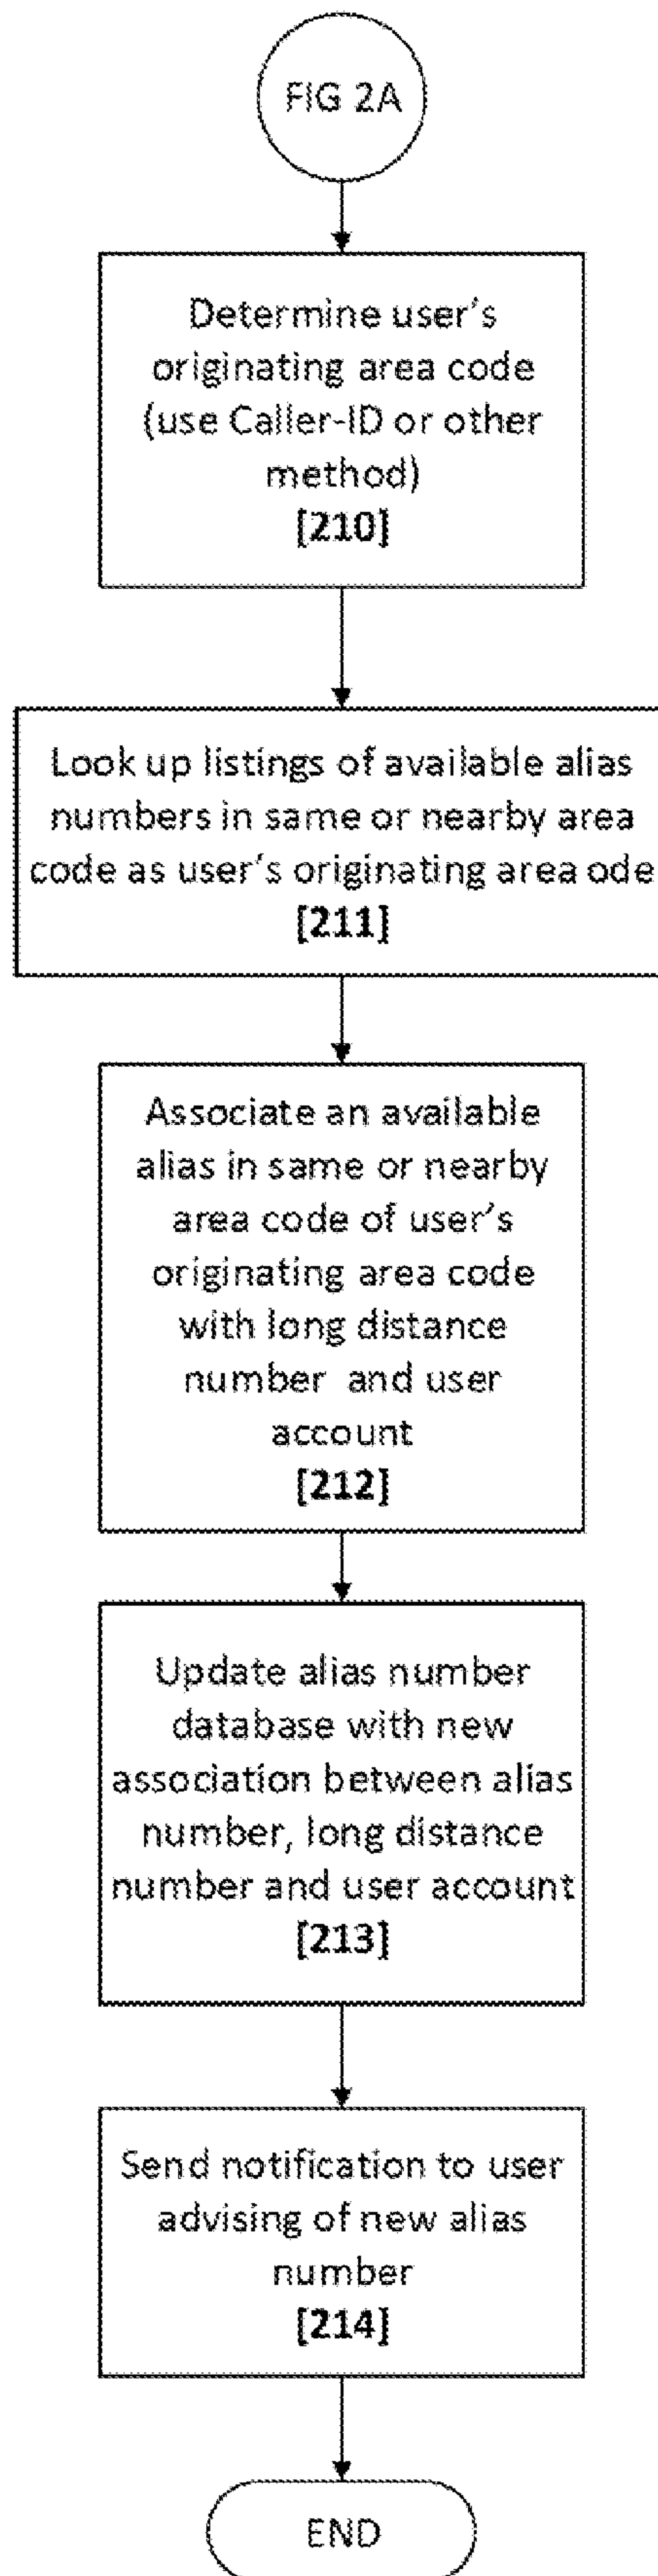 FIG 2A
Determine user's
originating area code
(use Caller-ID or other
method)
[210]
Look up listings of available alias
numbers in same or nearby area
code as user's originating area ode
[211]
Associate an available
alias in same or nearby
area code of user's
originating area code
with long distance
number and user
account
[212]
Update alias number
database with new
association between alias
number, long distance
number and user account
[213]
Send notification to user
advising of new alias
number
[214]
END